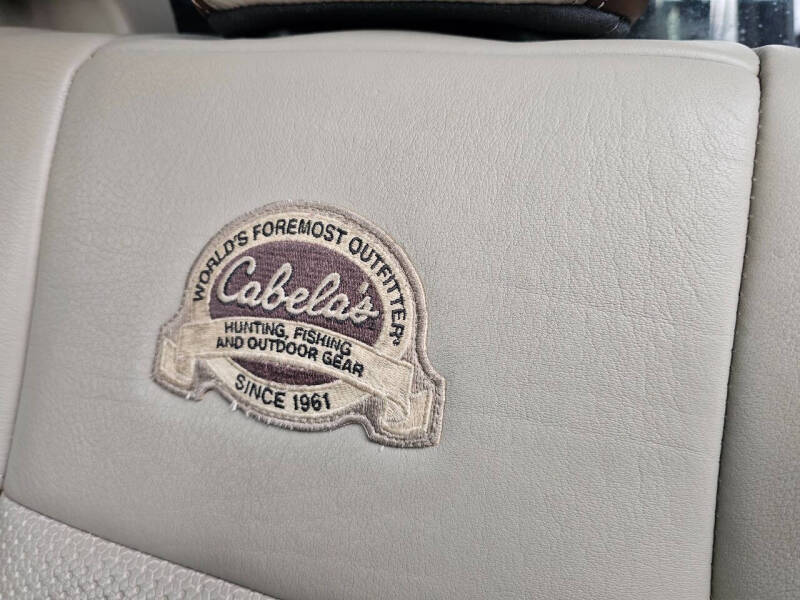 WORLD'S FOREMOST OUTFITTER
Cabela's
HUNTING, FISHING
AND OUTDOOR GEAR
SINCE 1961